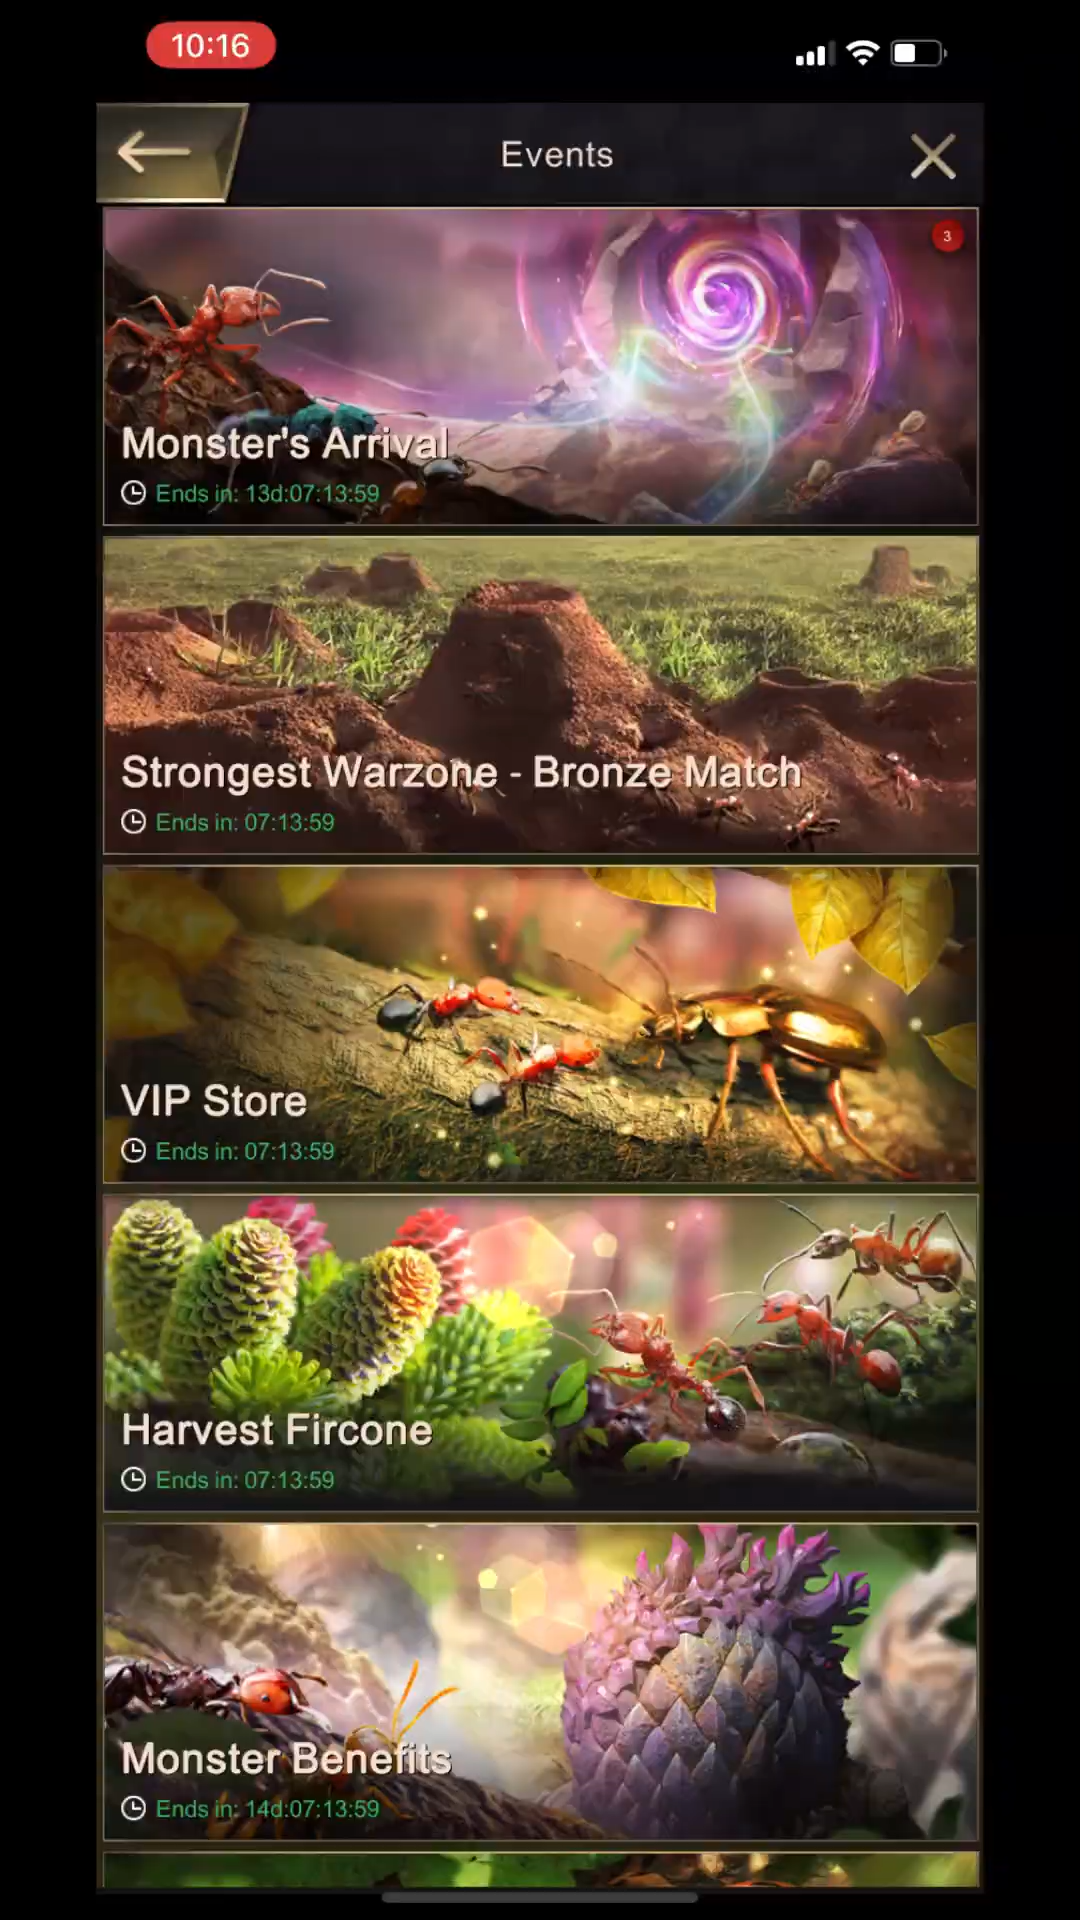 10:16
Events
3
Monster's Arrival
Ends in: 13d:07:13:59
Strongest Warzone - Bronze Match
Ends in: 07:13:59
VIP Store
Ends in: 07:13:59
Harvest Fircone
Ends in: 07:13:59
Monster Benefits
Ends in: 14d:07:13:59